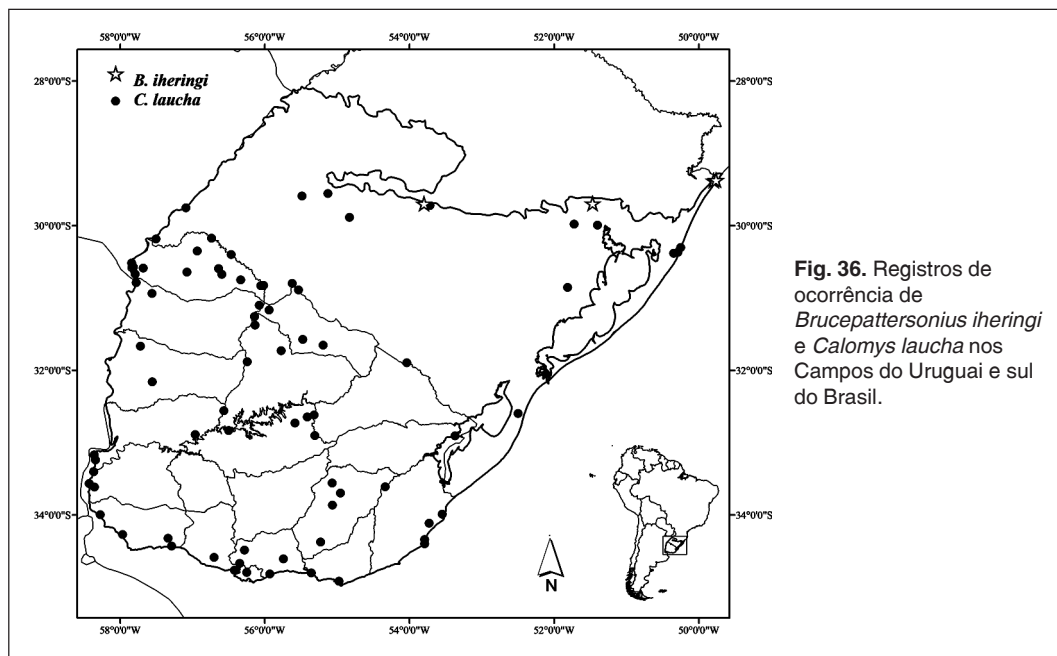 58°0'0"W 56°0'0"W 54°0'0"W 52°0'0"W 50°0'0"W
B. iheringi
C. laucha
28°0'0"S 28°0'0"S
30°0'0"S 30°0'0"S
32°0'0"S 32°0'0"S
34°0'0"S 34°0'0"S
N
58°0'0"W 56°0'0"W 54°0'0"W 52°0'0"W 50°0'0"W
Fig. 36. Registros de
ocorrência de
Brucepattersonius iheringi
e Calomys laucha nos
Campos do Uruguai e sul
do Brasil.